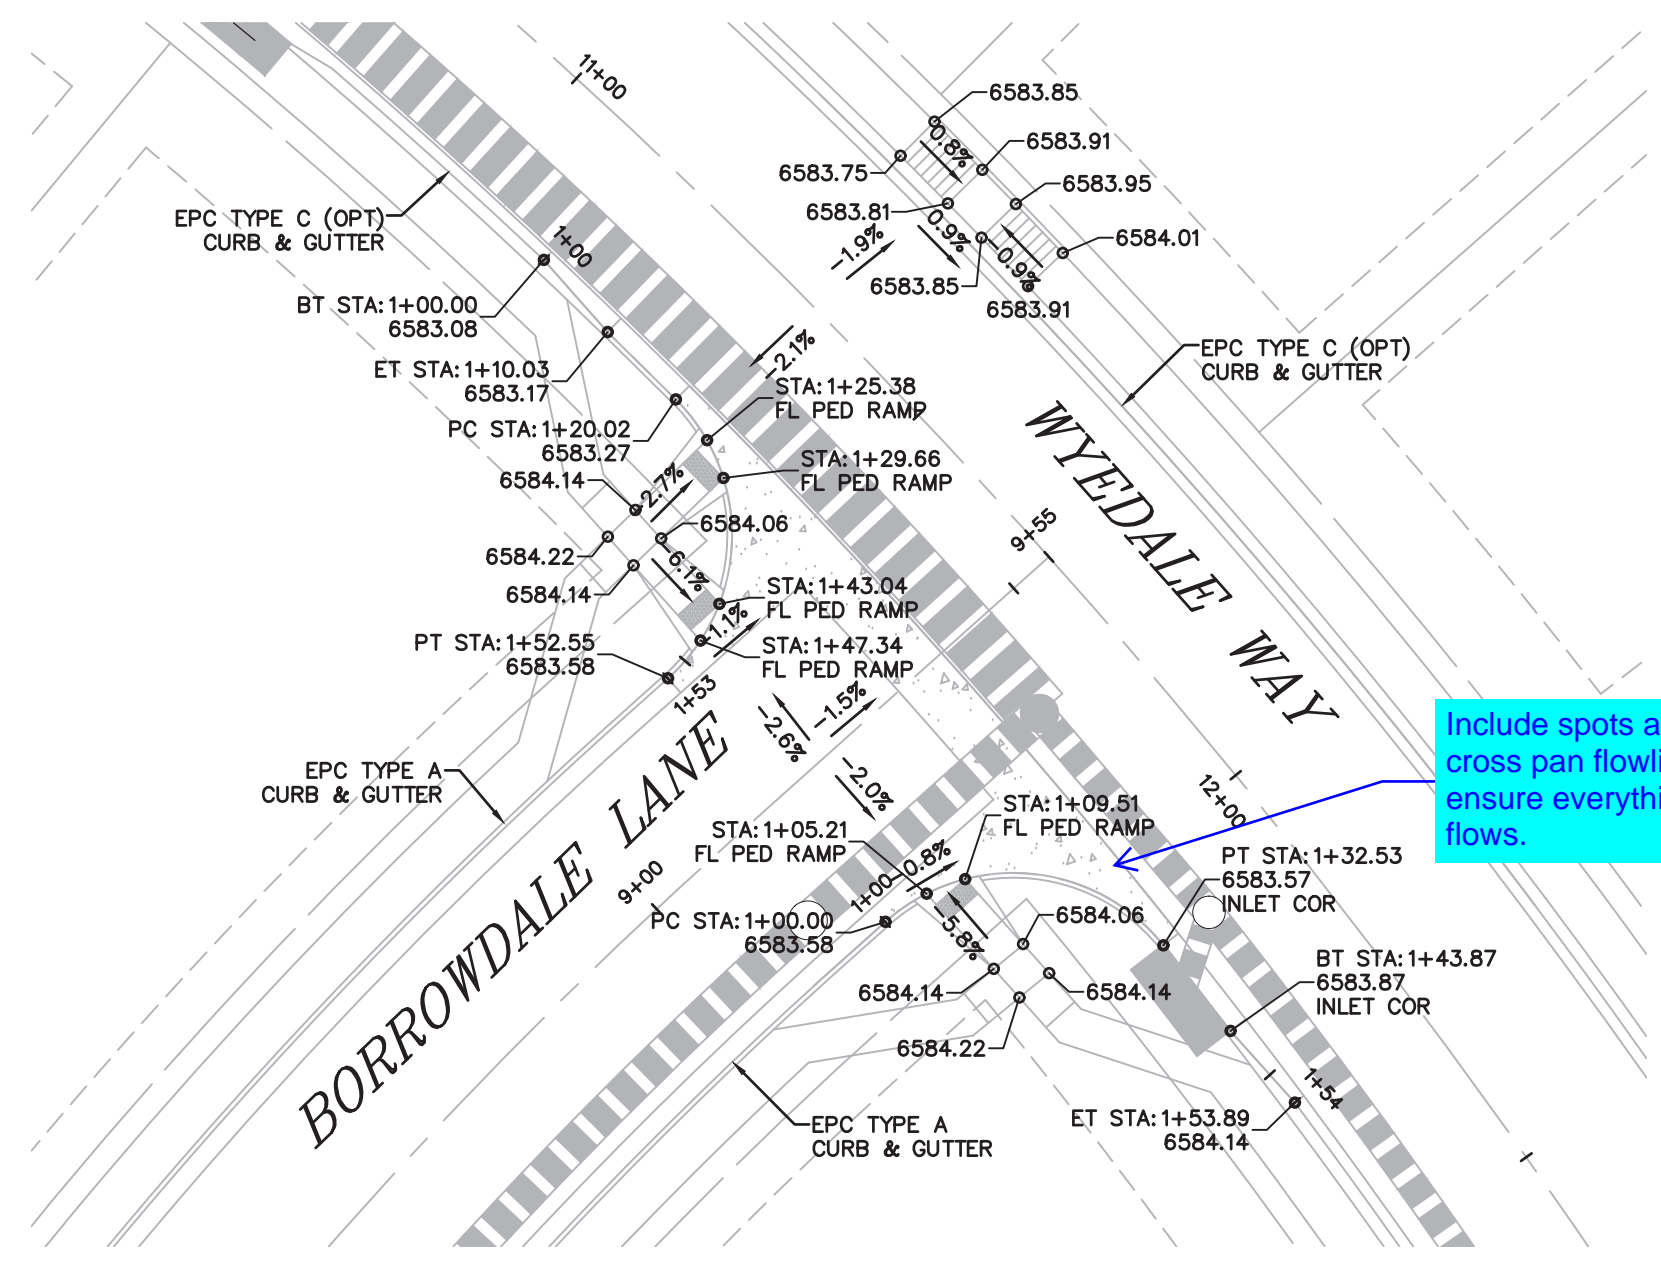 11+00
6583.85
0.8%
6583.91
6583.75
6583.95
6583.81
0.9%
6584.01
-1.9%
-0.9%
6583.85
6583.91
EPC TYPE C (OPT)
CURB & GUTTER
1+00
BT STA:1+00.00
6583.08
ET STA:1+10.03
6583.17
-2.1%
EPC TYPE C (OPT)
CURB & GUTTER
STA:1+25.38
FL PED RAMP
PC STA:1+20.02
6583.27
STA:1+29.66
FL PED RAMP
6584.14
-2.7%
WYEDALE WAY
6584.06
9+55
6584.22
-6.1%
6584.14
STA:1+43.04
FL PED RAMP
-1.1%
PT STA:1+52.55
6583.58
STA:1+47.34
FL PED RAMP
1+53
-1.5%
-2.6%
Include spots a
cross pan flowli
ensure everythi
flows.
EPC TYPE A
CURB & GUTTER
-2.0%
BORROWDALE LANE
12+00
STA:1+09.51
FL PED RAMP
STA:1+05.21
FL PED RAMP
-0.8%
PT STA:1+32.53
6583.57
INLET COR
9+00
1+00
PC STA:1+00.00
6583.58
-5.8%
6584.06
BT STA:1+43.87
6583.87
INLET COR
6584.14
6584.14
6584.22
1+54
ET STA:1+53.89
6584.14
EPC TYPE A
CURB & GUTTER